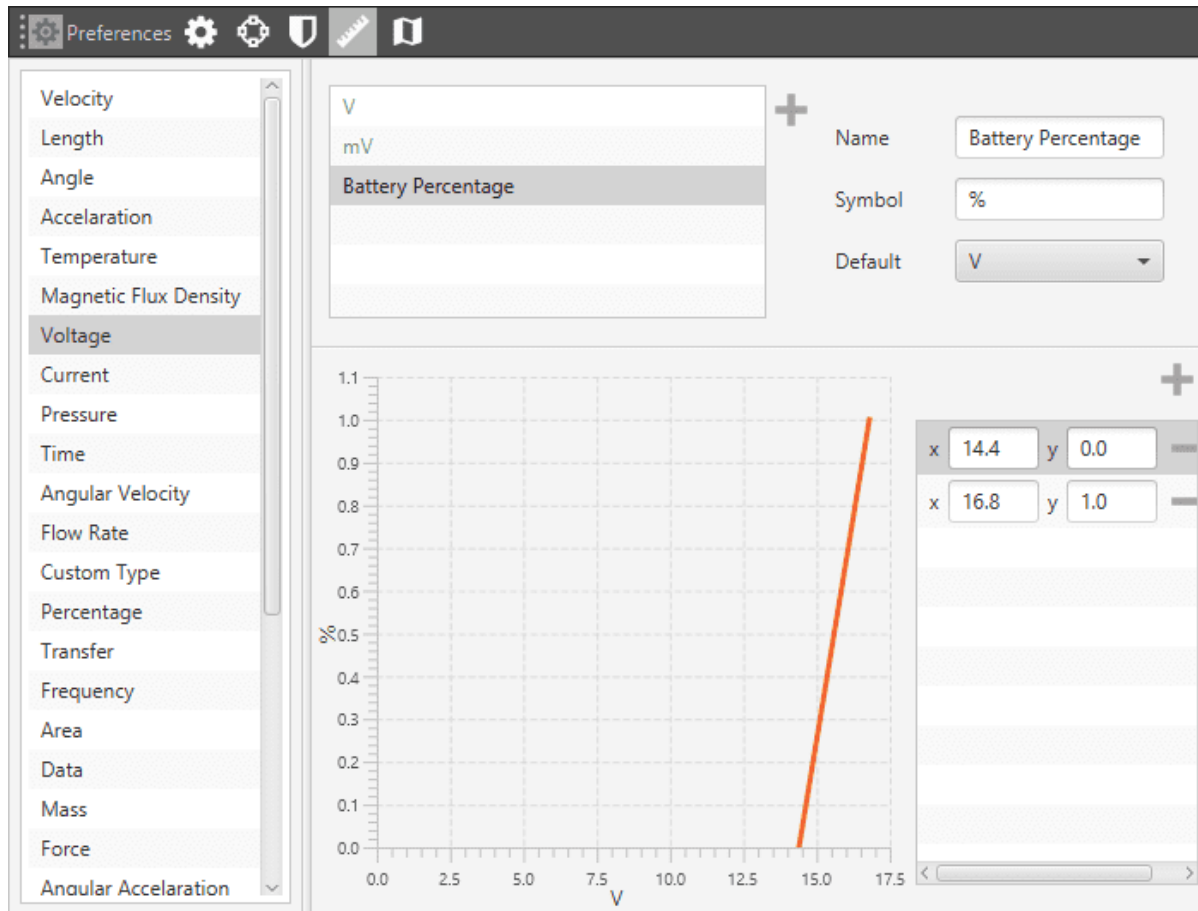 Preferences
Velocity
Length
Angle
Accelaration
Temperature
Magnetic Flux Density
Voltage
Current
Pressure
Time
Angular Velocity
Flow Rate
Custom Type
Percentage
Transfer
Frequency
Area
Data
Mass
Force
Angular Accelaration
V
mV
Battery Percentage
Name Battery Percentage
Symbol %
Default V
1.1
1.0
0.9
0.8
0.7
0.6
0.5
0.4
0.3
0.2
0.1
0.0
%
0.0 2.5 5.0 7.5 10.0 12.5 15.0 17.5
V
x 14.4 y 0.0
x 16.8 y 1.0